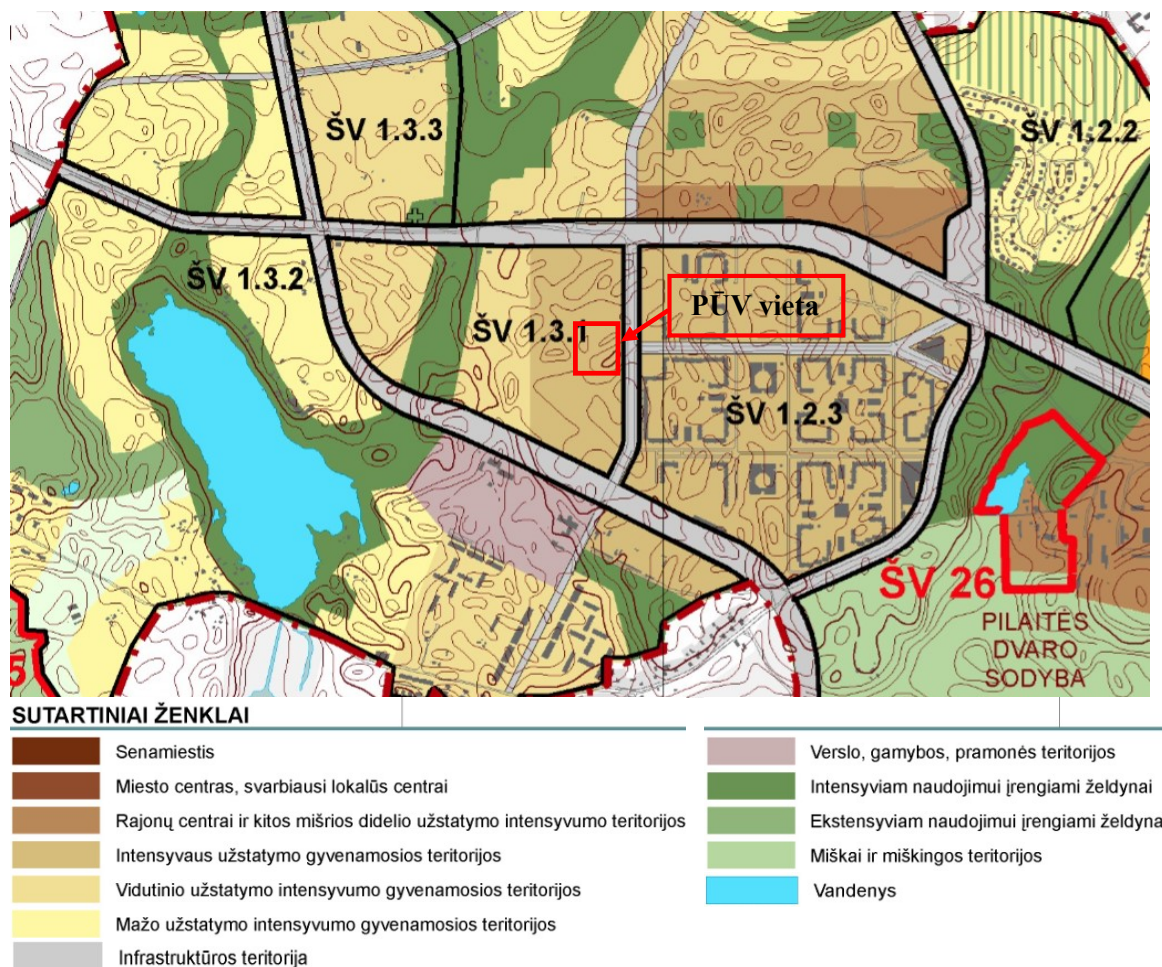 ŠV 1.3.3
ŠV 1.2.2
ŠV 1.3.2
PŪV vieta
ŠV 1.3.1
ŠV 1.2.3
ŠV 26
PILAITĖS
DVARO
SODYBA
5
SUTARTINIAI ŽENKLAI
Senamiestis
Miesto centras, svarbiausi lokalūs centrai
Rajonų centrai ir kitos mišrios didelio užstatymo intensyvumo teritorijos
Intensyvaus užstatymo gyvenamosios teritorijos
Vidutinio užstatymo intensyvumo gyvenamosios teritorijos
Mažo užstatymo intensyvumo gyvenamosios teritorijos
Infrastruktūros teritorija
Verslo, gamybos, pramonės teritorijos
Intensyviam naudojimui įrengiami želdynai
Ekstensyviam naudojimui įrengiami želdyna
Miškai ir miškingos teritorijos
Vandenys